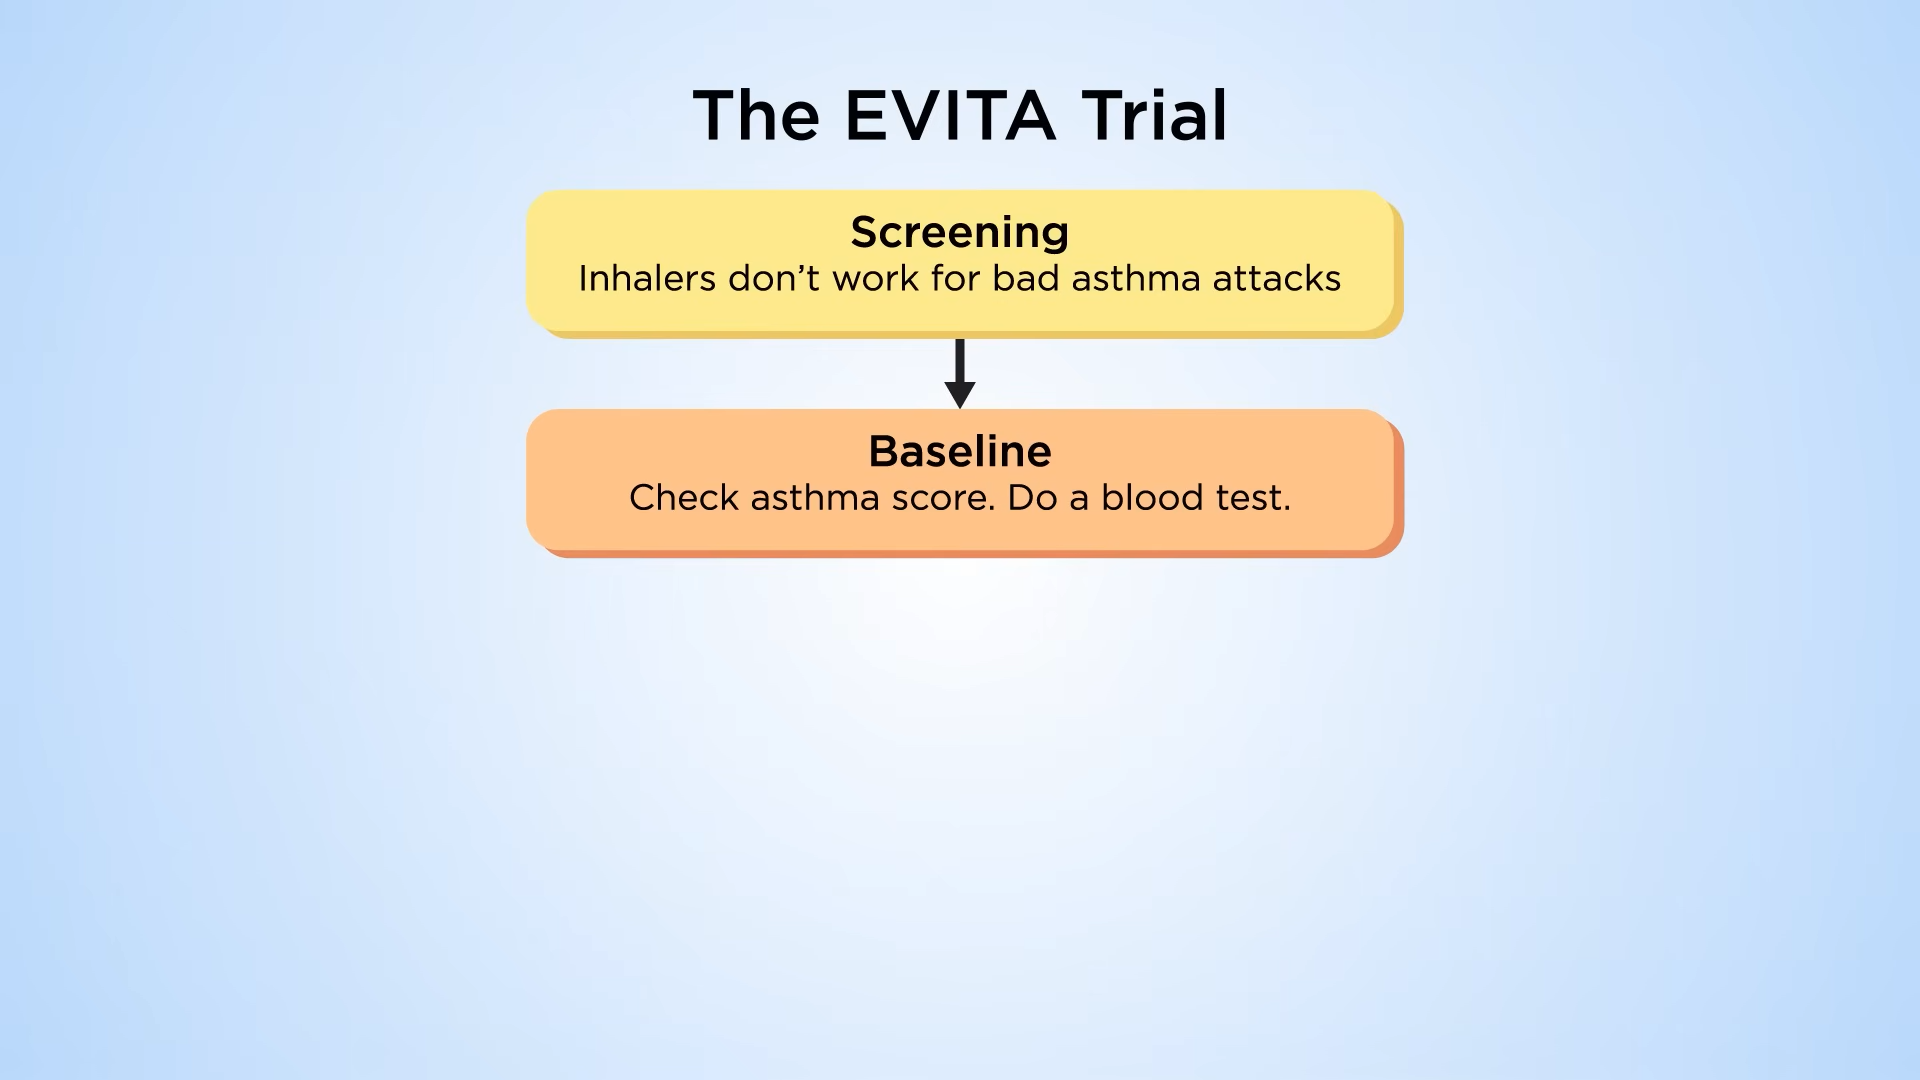 The EVITA Trial
Screening
Inhalers don’t work for bad asthma attacks
Baseline
Check asthma score. Do a blood test.